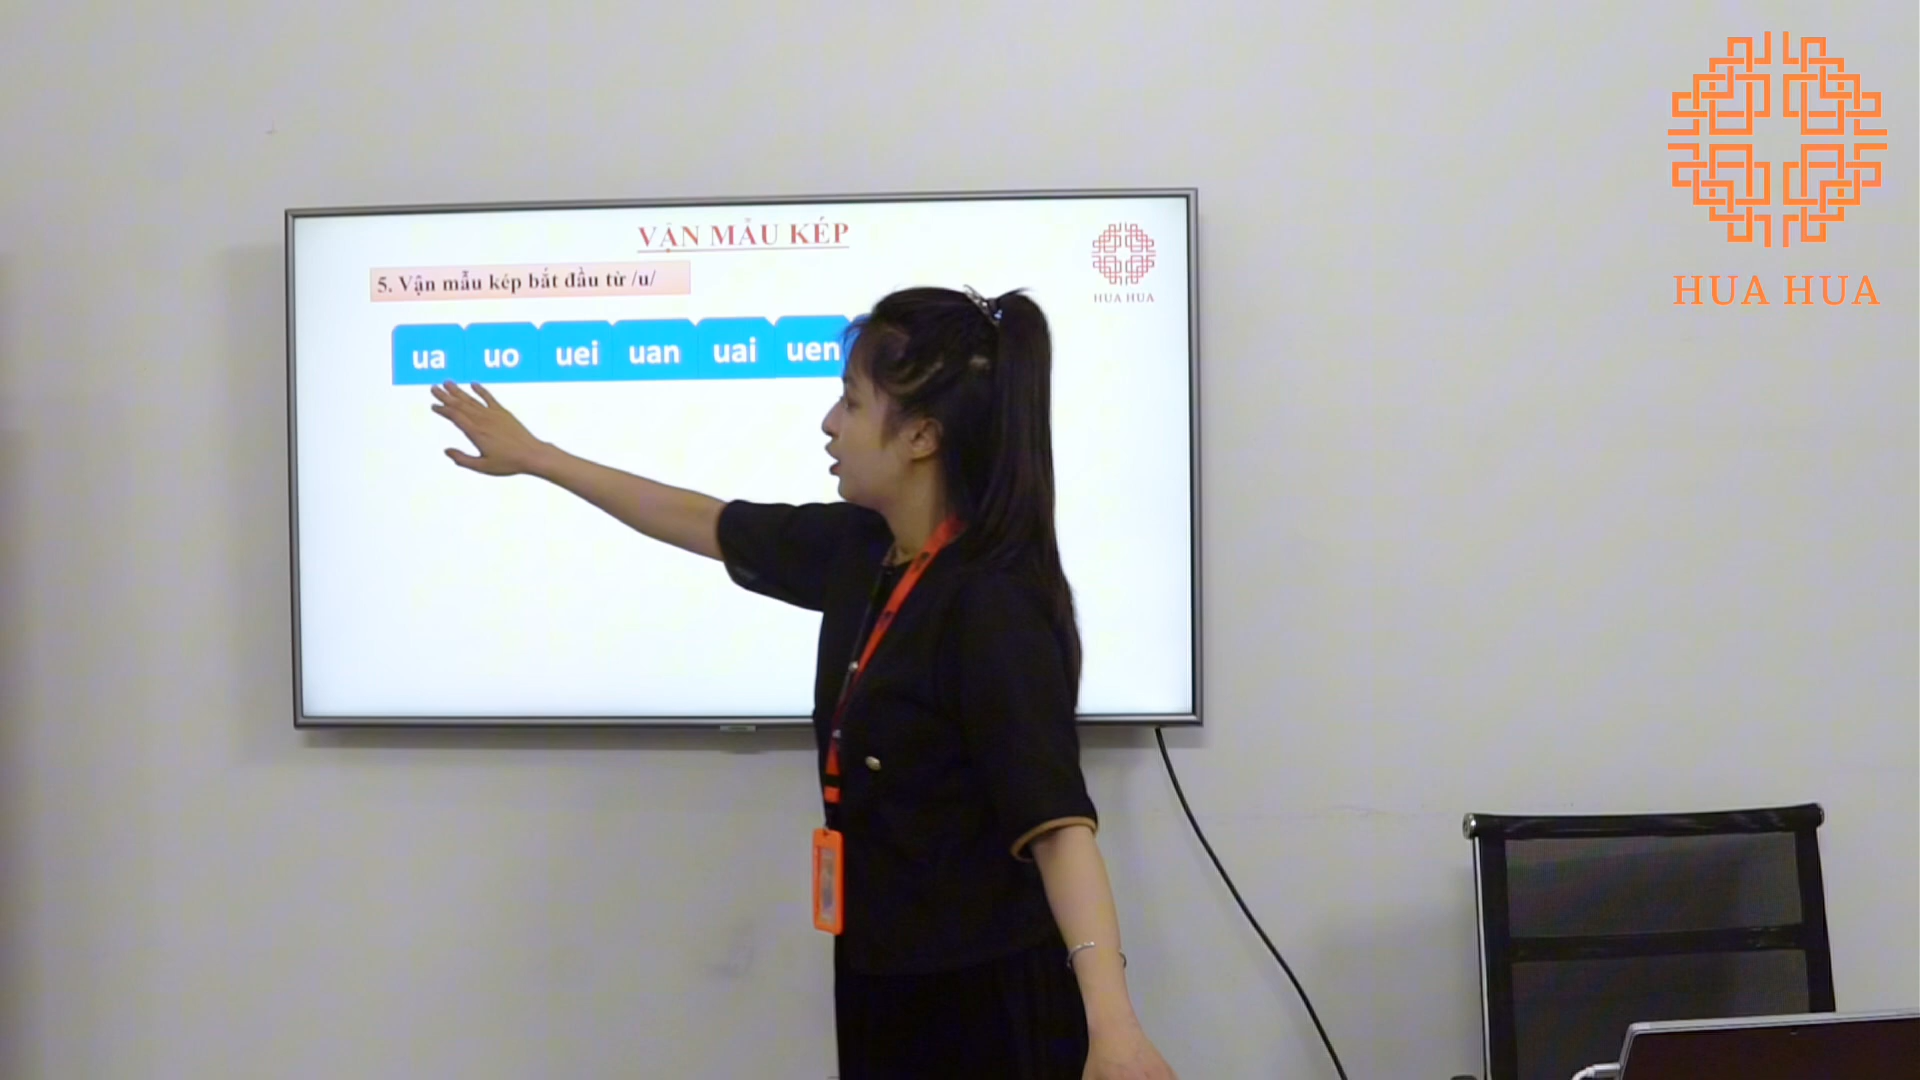 VẬN MẪU KÉP
5. Vận mẫu kép bắt đầu từ /u/
HUA HUA
ua uo uei uan uai uen
HUA HUA